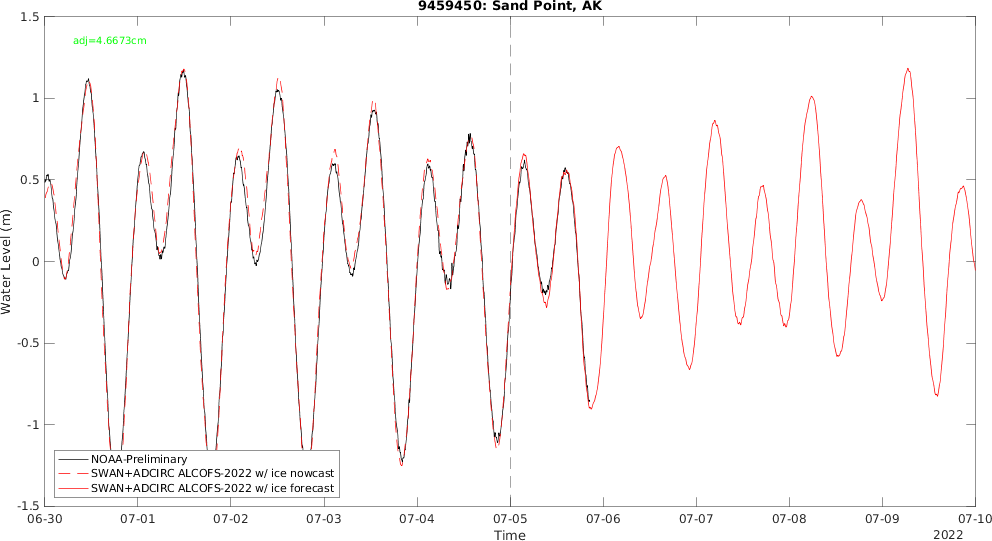 9459450: Sand Point, AK
adj=4.6673cm
Water Level (m)
1.5
1
0.5
0
-0.5
-1
-1.5
NOAA-Preliminary
SWAN+ADCIRC ALCOFS-2022 w/ ice nowcast
SWAN+ADCIRC ALCOFS-2022 w/ ice forecast
06-30 07-01 07-02 07-03 07-04 07-05 07-06 07-07 07-08 07-09 07-10
Time
2022